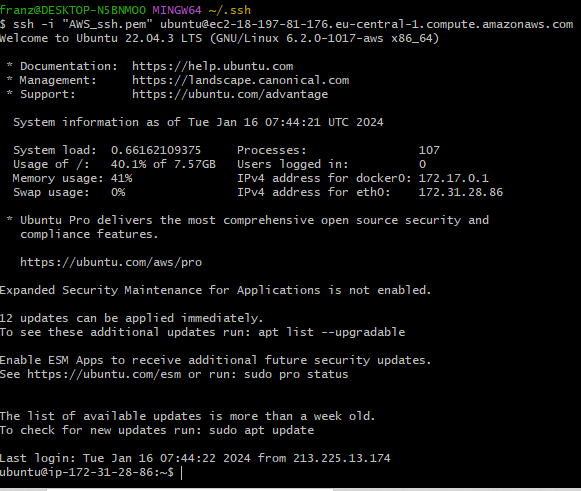 franz@DESKTOP-N5BNMOO MINGW64 ~/.ssh
$ ssh -i "AWS_ssh.pem" ubuntu@ec2-18-197-81-176.eu-central-1.compute.amazonaws.com
Welcome to Ubuntu 22.04.3 LTS (GNU/Linux 6.2.0-1017-aws x86_64)
* Documentation:  https://help.ubuntu.com
* Management:     https://landscape.canonical.com
* Support:        https://ubuntu.com/advantage
System information as of Tue Jan 16 07:44:21 UTC 2024
System load:  0.66162109375     Processes:                107
Usage of /:   40.1% of 7.57GB   Users logged in:          0
Memory usage: 41%               IPv4 address for docker0: 172.17.0.1
Swap usage:   0%                IPv4 address for eth0:    172.31.28.86
* Ubuntu Pro delivers the most comprehensive open source security and
compliance features.
https://ubuntu.com/aws/pro
Expanded Security Maintenance for Applications is not enabled.
12 updates can be applied immediately.
To see these additional updates run: apt list --upgradable
Enable ESM Apps to receive additional future security updates.
See https://ubuntu.com/esm or run: sudo pro status
The list of available updates is more than a week old.
To check for new updates run: sudo apt update
Last login: Tue Jan 16 07:44:22 2024 from 213.225.13.174
ubuntu@ip-172-31-28-86:~$